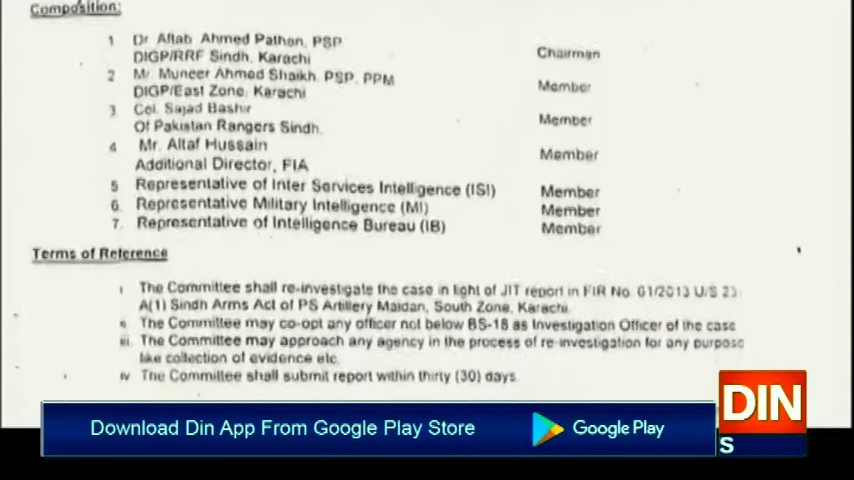 Composition:
1 Dr Aftab Ahmed Pathan, PSP
DIGP/RRF Sindh, Karachi
Chairman
2 Mr. Muneer Ahmed Shaikh PSP, PPM
DIGP/East Zone, Karachi
Member
3 Col. Sajad Bashir
Of Pakistan Rangers Sindh.
Member
4 Mr. Altaf Hussain
Additional Director, FIA
Member
5 Representative of Inter Services Intelligence (ISI) Member
6. Representative Military Intelligence (MI) Member
7. Representative of Intelligence Bureau (IB) Member
Terms of Reference
i The Committee shall re-investigate the case in light of JIT report in FIR No. 61/2013 U/S 23-
A(1) Sindh Arms Act of PS Artillery Maidan, South Zone, Karachi.
ii The Committee may co-opt any officer not below BS-18 as Investigation Officer of the case
iii The Committee may approach any agency in the process of re-investigation for any purpose
like collection of evidence etc.
iv The Committee shall submit report within thirty (30) days.
Download Din App From Google Play Store
Google Play
DIN
S